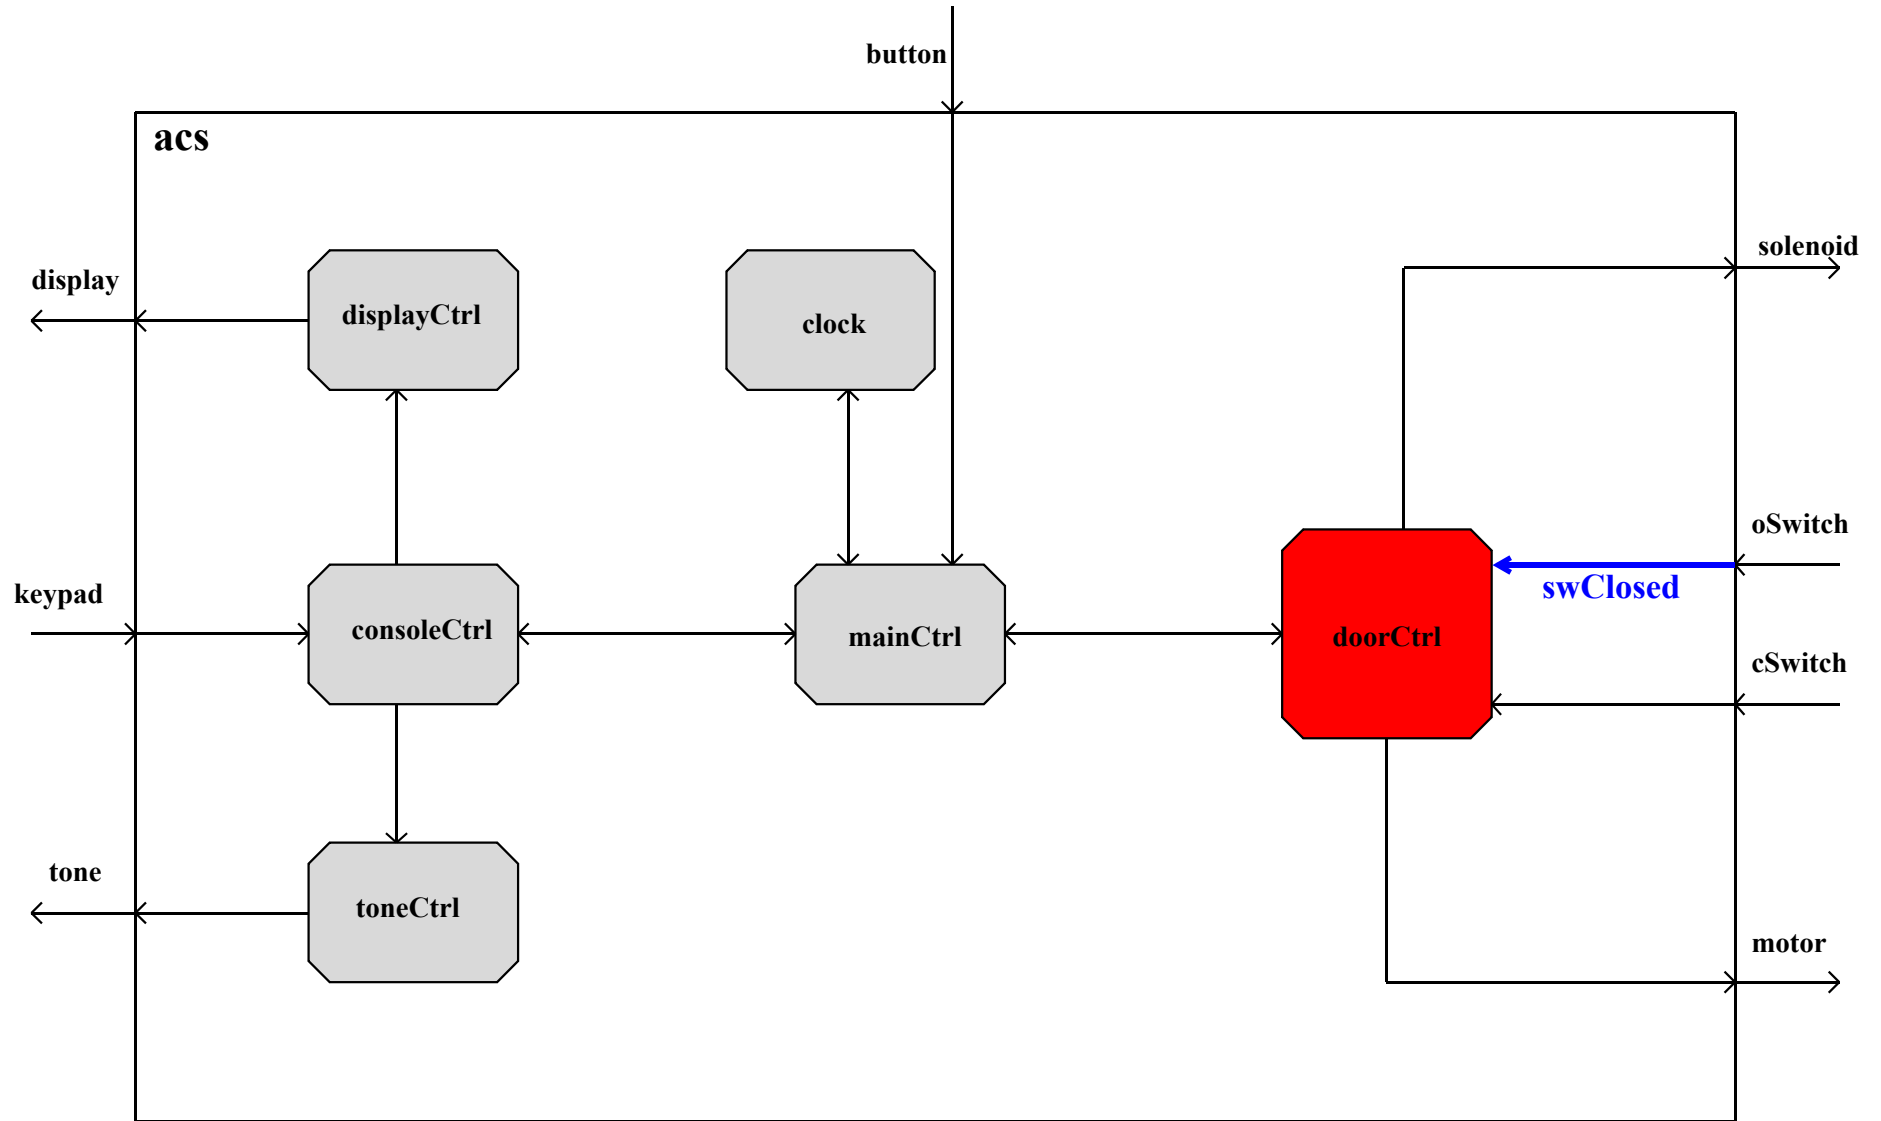 button
acs
solenoid
display
displayCtrl
clock
oSwitch
swClosed
keypad
consoleCtrl
mainCtrl
doorCtrl
cSwitch
tone
toneCtrl
motor